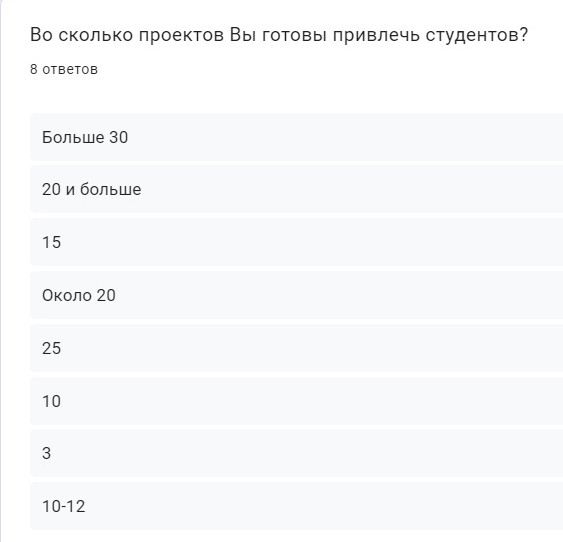 Во сколько проектов Вы готовы привлечь студентов?
8 ответов
Больше 30
20 и больше
15
Около 20
25
10
3
10-12